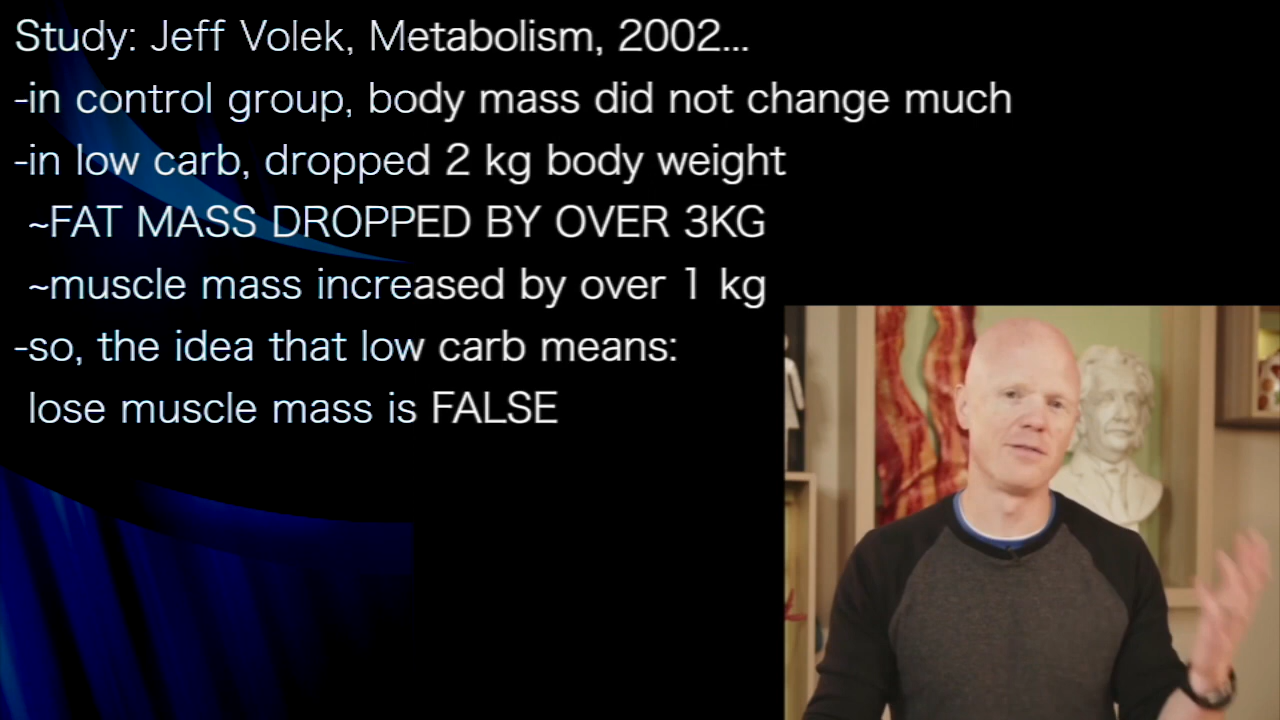 Study: Jeff Volek, Metabolism, 2002...
-in control group, body mass did not change much
-in low carb, dropped 2 kg body weight
~FAT MASS DROPPED BY OVER 3KG
~muscle mass increased by over 1 kg
-so, the idea that low carb means:
lose muscle mass is FALSE